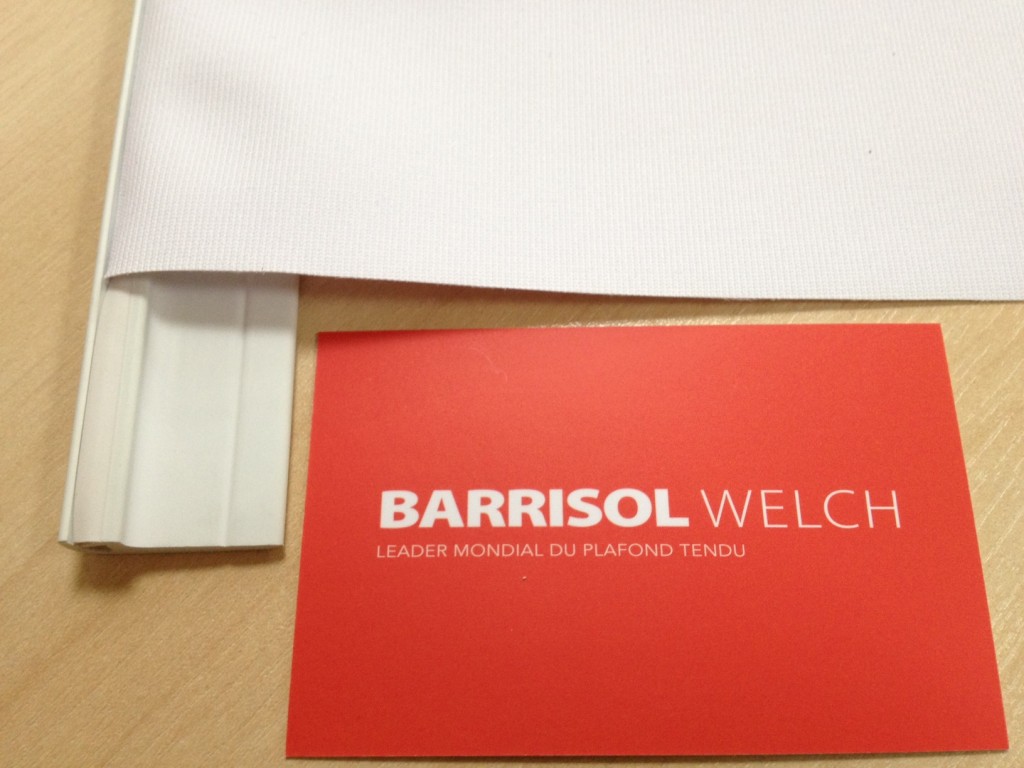 BARRISOL WELCH
LEADER MONDIAL DU PLAFOND TENDU